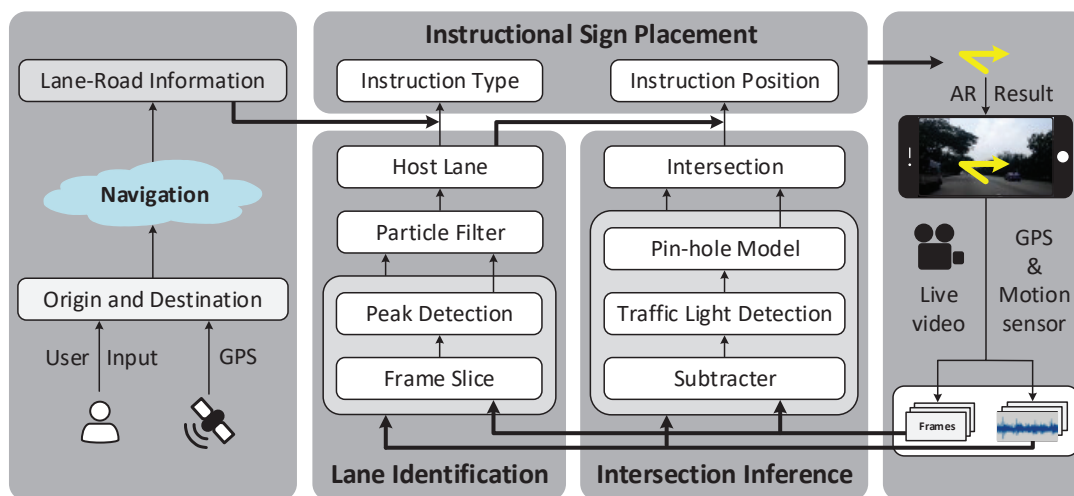 Lane-Road Information
Navigation
Origin and Destination
User Input
GPS
Instructional Sign Placement
Instruction Type
Instruction Position
Host Lane
Particle Filter
Peak Detection
Frame Slice
Lane Identification
Intersection
Pin-hole Model
Traffic Light Detection
Subtracter
Intersection Inference
AR Result
Live
video
GPS
&
Motion
sensor
Frames